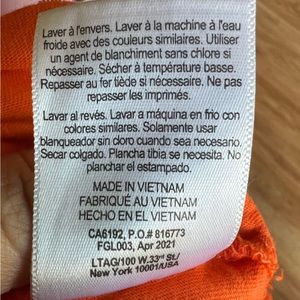 Laver à l'envers. Laver à la machine à l'eau
froide avec des couleurs similaires. Utiliser
un agent de blanchiment sans chlore si
nécessaire. Sécher à température basse.
Repasser au fer tiède si nécessaire. Ne pas
repasser les imprimés.
Lavar al revés. Lavar a máquina en frio con
colores similares. Solamente usar
blanqueador sin cloro cuando sea necesario.
Secar colgado. Plancha tibia se necesita. No
planchar el estampado.
MADE IN VIETNAM
FABRIQUÉ AU VIETNAM
HECHO EN EL VIETNAM
CA6192, P.O.# 816773
FGL003, Apr 2021
LTAG/100 W.33rd St./
New York 10001/USA